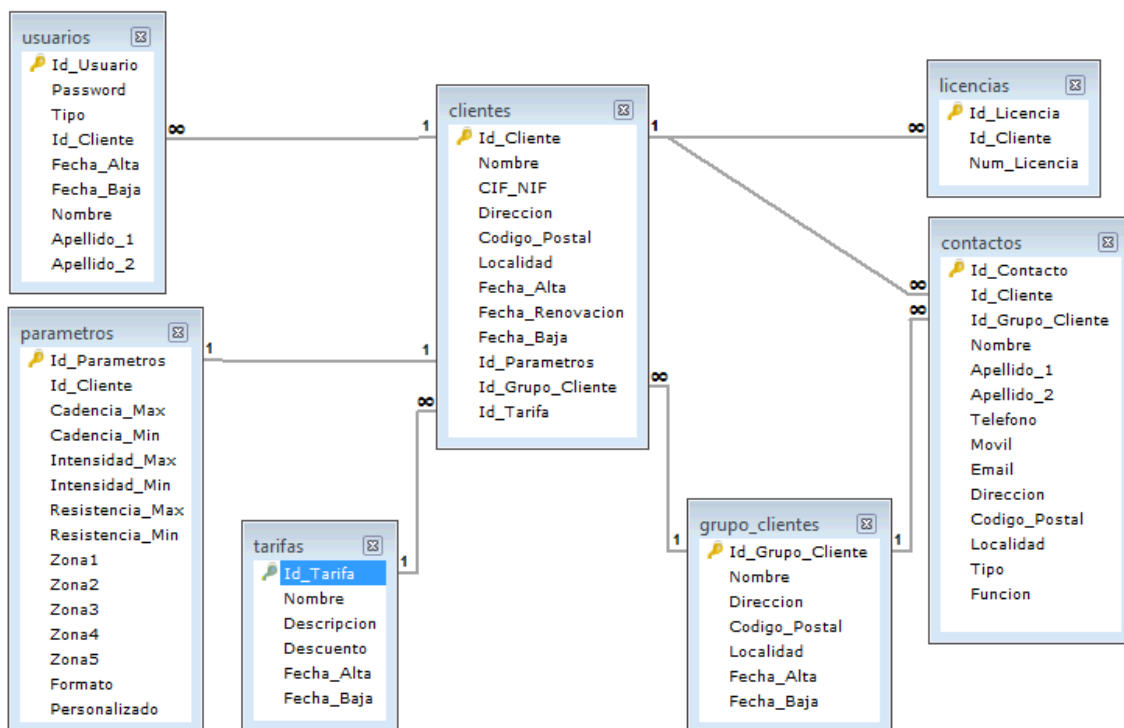 usuarios
Id_Usuario
Password
Tipo
Id_Cliente
Fecha_Alta
Fecha_Baja
Nombre
Apellido_1
Apellido_2
∞
1
clientes
Id_Cliente
Nombre
CIF_NIF
Direccion
Codigo_Postal
Localidad
Fecha_Alta
Fecha_Renovacion
Fecha_Baja
Id_Parametros
Id_Grupo_Cliente
Id_Tarifa
1
∞
licencias
Id_Licencia
Id_Cliente
Num_Licencia
contactos
Id_Contacto
Id_Cliente
Id_Grupo_Cliente
Nombre
Apellido_1
Apellido_2
Telefono
Movil
Email
Direccion
Codigo_Postal
Localidad
Tipo
Funcion
∞
∞
parametros
Id_Parametros
Id_Cliente
Cadencia_Max
Cadencia_Min
Intensidad_Max
Intensidad_Min
Resistencia_Max
Resistencia_Min
Zona1
Zona2
Zona3
Zona4
Zona5
Formato
Personalizado
1
1
∞
∞
tarifas
Id_Tarifa
Nombre
Descripcion
Descuento
Fecha_Alta
Fecha_Baja
1
1
grupo_clientes
Id_Grupo_Cliente
Nombre
Direccion
Codigo_Postal
Localidad
Fecha_Alta
Fecha_Baja
1